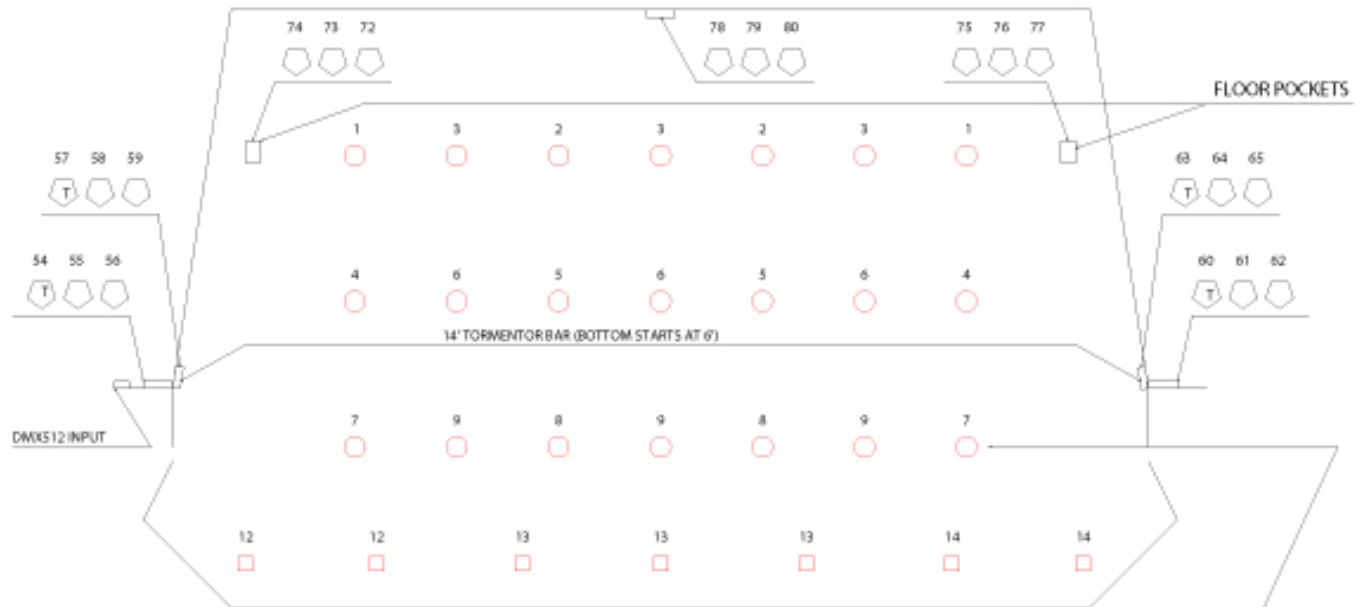 74 73 72 78 79 80 75 76 77
FLOOR POCKETS
1 3 2 3 2 3 1
57 58 59 63 64 65
T T
54 55 56 4 6 5 6 5 6 4 60 61 62
T T
14' TORMENTOR BAR (BOTTOM STARTS AT 6')
7 9 8 9 8 9 7
DMX512 INPUT
12 12 13 13 13 14 14